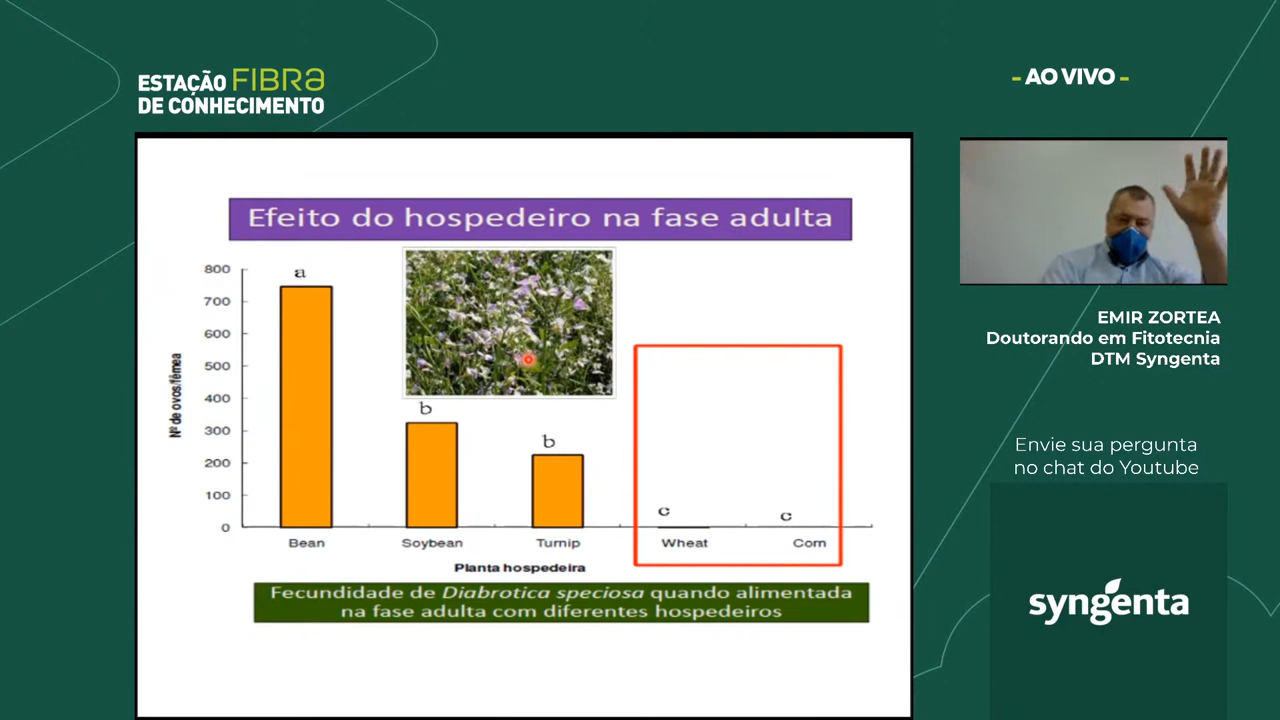 ESTAÇÃO FIBRA
DE CONHECIMENTO
- AO VIVO -
Efeito do hospedeiro na fase adulta
800
700
600
500
400
300
200
100
0
Nº de ovos/fêmea
a
b
b
c
c
Bean
Soybean
Turnip
Wheat
Corn
Planta hospedeira
Fecundidade de Diabrotica speciosa quando alimentada
na fase adulta com diferentes hospedeiros
EMIR ZORTEA
Doutorando em Fitotecnia
DTM Syngenta
Envie sua pergunta
no chat do Youtube
syngenta